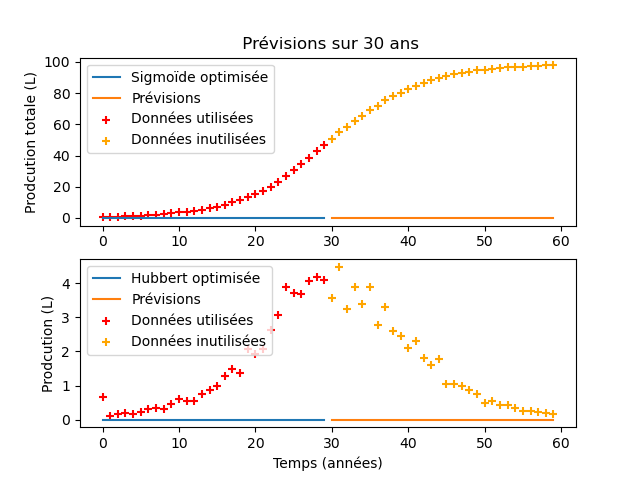 Prévisions sur 30 ans
Prodcution totale (L)
100
80
60
40
20
0
Sigmoïde optimisée
Prévisions
Données utilisées
Données inutilisées
0 10 20 30 40 50 60
Prodcution (L)
4
3
2
1
0
Hubbert optimisée
Prévisions
Données utilisées
Données inutilisées
0 10 20 30 40 50 60
Temps (années)